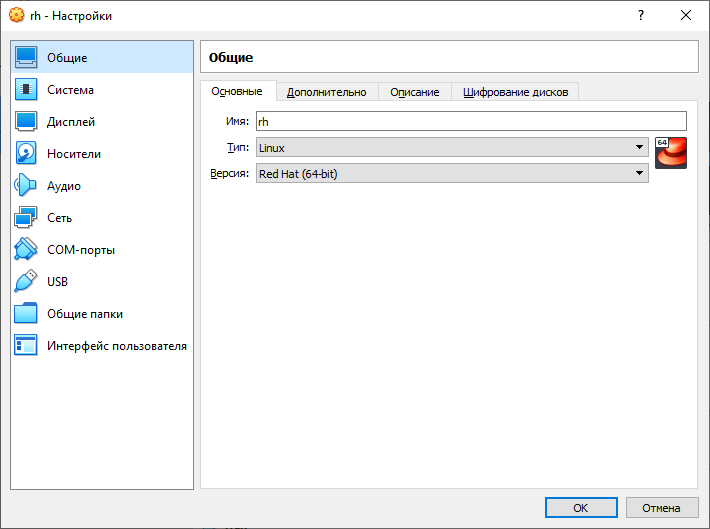 rh - Настройки
?
Общие
Система
Дисплей
Носители
Аудио
Сеть
COM-порты
USB
Общие папки
Интерфейс пользователя
Общие
Основные Дополнительно Описание Шифрование дисков
Имя: rh
Тип: Linux
64
Версия: Red Hat (64-bit)
OK Отмена